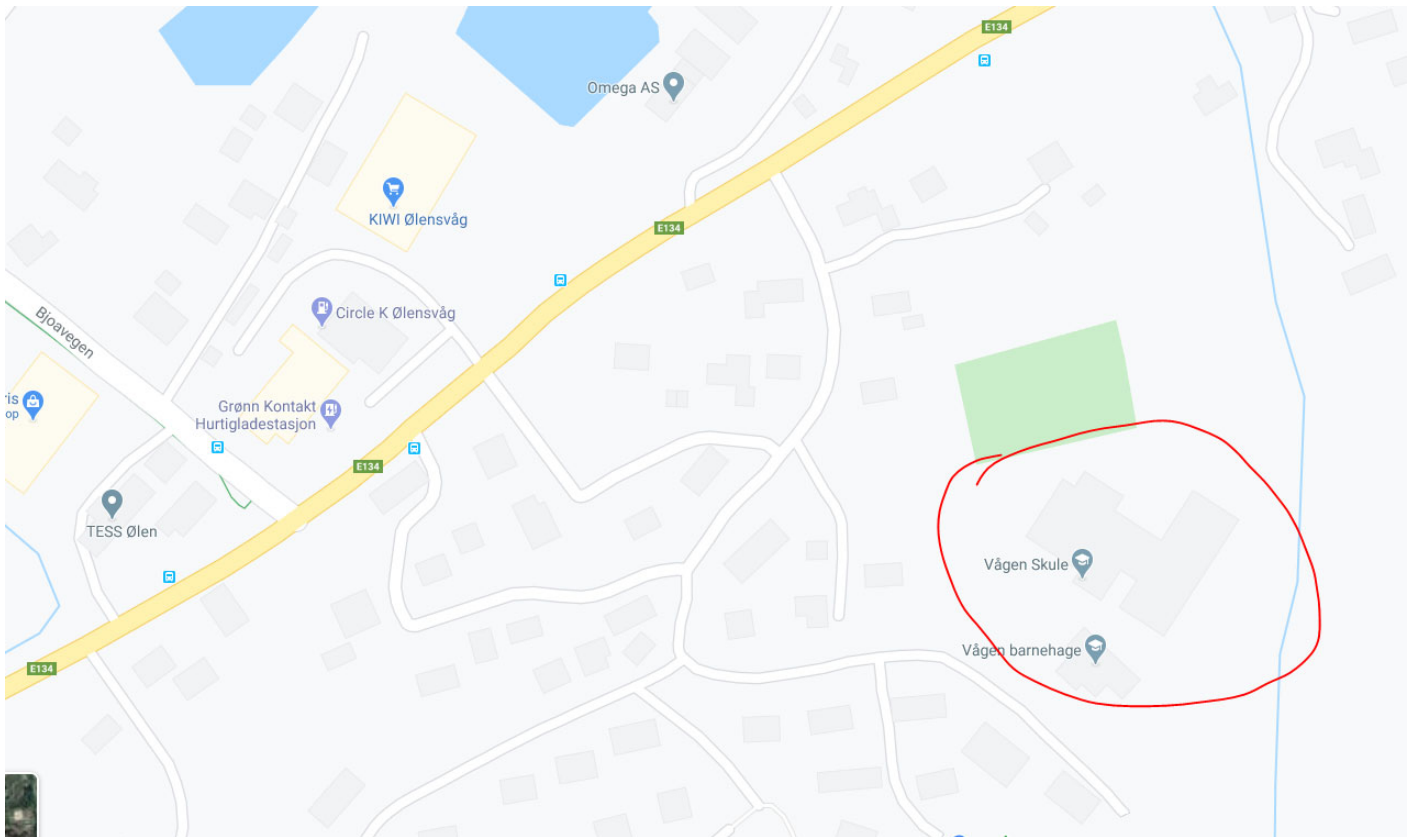 E134
Omega AS
KIWI Ølensvåg
E134
Bjoavegen
Circle K Ølensvåg
Grønn Kontakt
Hurtigladestasjon
E134
TESS Ølen
Vågen Skule
Vågen barnehage
E134